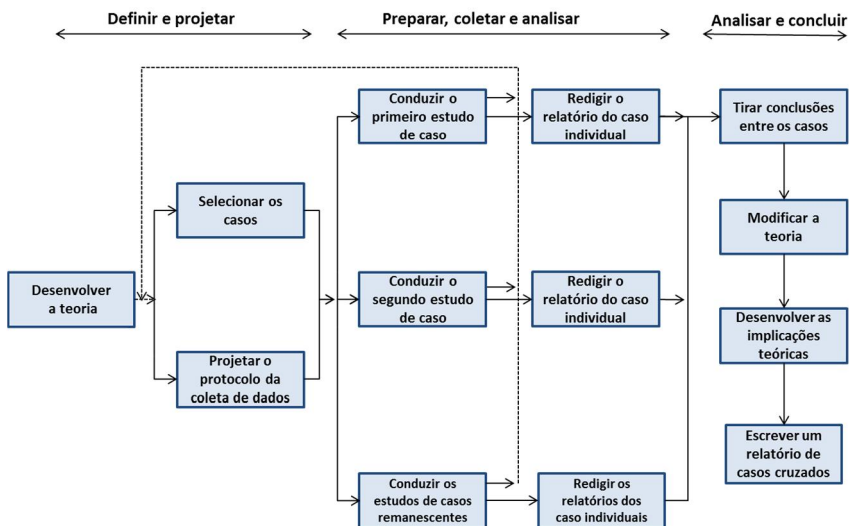 Definir e projetar
Preparar, coletar e analisar
Analisar e concluir
Desenvolver
a teoria
Selecionar os
casos
Projetar o
protocolo da
coleta de dados
Conduzir o
primeiro estudo
de caso
Redigir o
relatório do caso
individual
Conduzir o
segundo estudo
de caso
Redigir o
relatório do caso
individual
Conduzir os
estudos de casos
remanescentes
Redigir os
relatórios dos
caso individuais
Tirar conclusões
entre os casos
Modificar a
teoria
Desenvolver as
implicações
teóricas
Escrever um
relatório de
casos cruzados